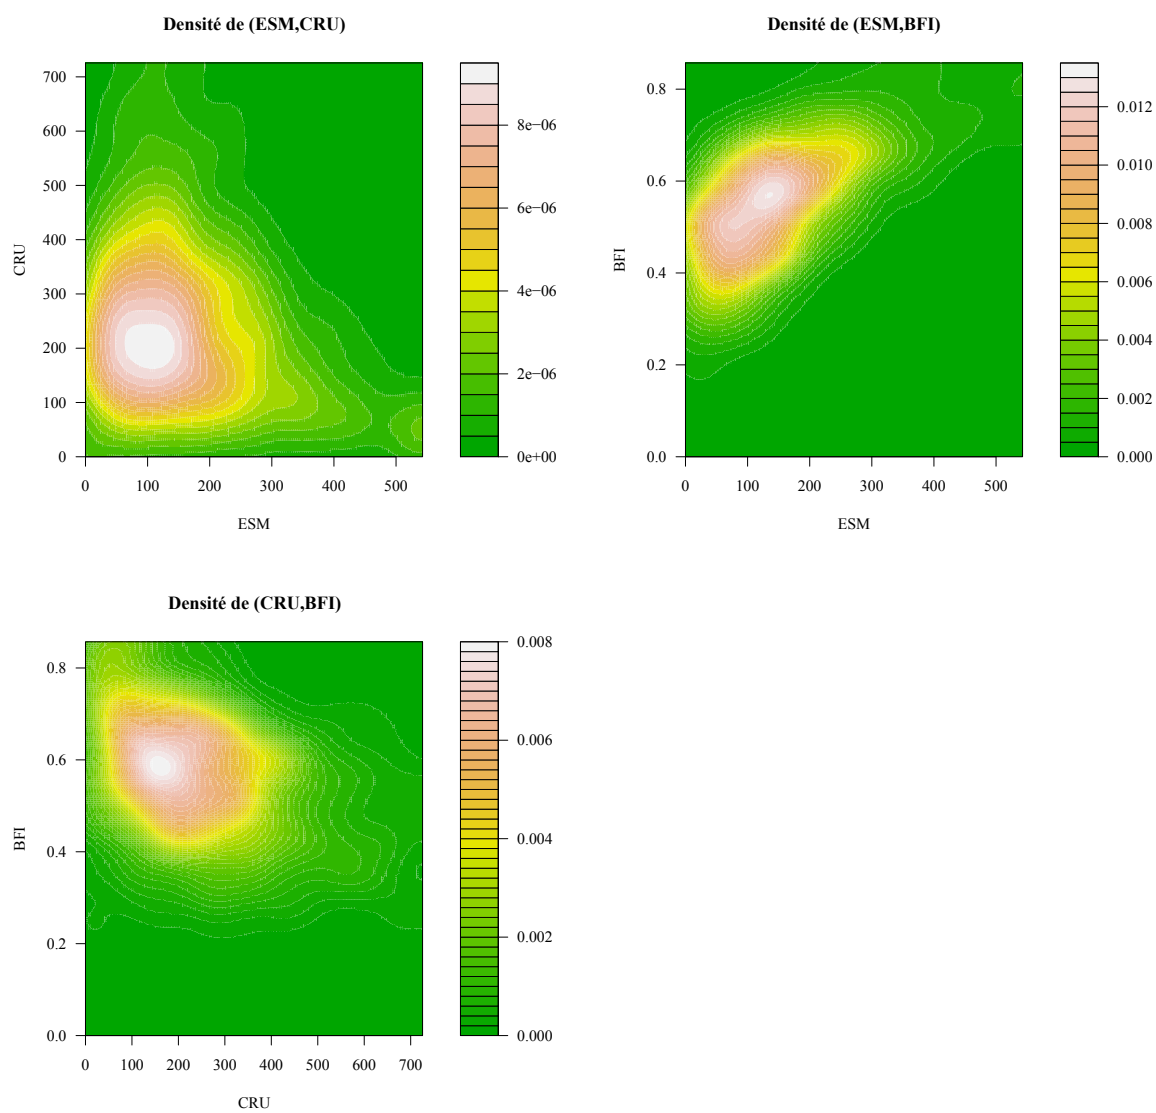 Densité de (ESM,CRU)
700
600
500
400
300
200
100
0
CRU
0 100 200 300 400 500
ESM
8e−06
6e−06
4e−06
2e−06
0e+00
Densité de (ESM,BFI)
0.8
0.6
0.4
0.2
0.0
BFI
0 100 200 300 400 500
ESM
0.012
0.010
0.008
0.006
0.004
0.002
0.000
Densité de (CRU,BFI)
0.8
0.6
0.4
0.2
0.0
BFI
0 100 200 300 400 500 600 700
CRU
0.008
0.006
0.004
0.002
0.000